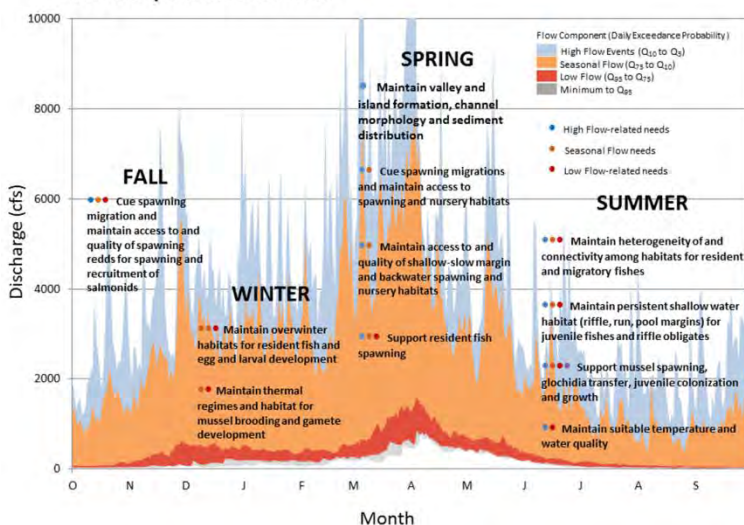 Flow Component (Daily Exceedance Probability )
High Flow Events (Q10 to Q5)
Seasonal Flow (Q75 to Q10)
Low Flow (Q95 to Q75)
Minimum to Q95
High Flow-related needs
Seasonal Flow needs
Low Flow-related needs
10000
8000
6000
4000
2000
0
Discharge (cfs)
FALL
Cue spawning
migration and
maintain access to and
quality of spawning
redds for spawning and
recruitment of
salmonids
WINTER
Maintain overwinter
habitats for resident fish and
egg and larval development
Maintain thermal
regimes and habitat for
mussel brooding and gamete
development
SPRING
Maintain valley and
island formation, channel
morphology and sediment
distribution
Cue spawning migrations
and maintain access to
spawning and nursery habitats
Maintain access to and
quality of shallow-slow margin
and backwater spawning and
nursery habitats
Support resident fish
spawning
SUMMER
Maintain heterogeneity of and
connectivity among habitats for resident
and migratory fishes
Maintain persistent shallow water
habitat (riffle, run, pool margins) for
juvenile fishes and riffle obligates
Support mussel spawning,
glochidia transfer, juvenile colonization
and growth
Maintain suitable temperature and
water quality
O N D J F M A M J J A S
Month